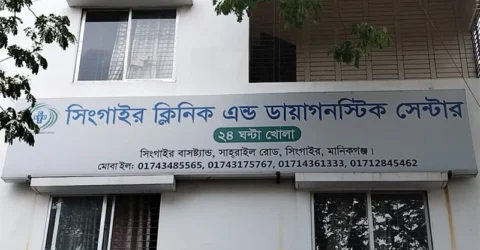 সিংগাইর ক্লিনিক এন্ড ডায়াগনস্টিক সেন্টার
২৪ ঘন্টা খোলা
সিংগাইর বাসষ্ট্যান্ড, সাহরাইল রোড, সিংগাইর, মানিকগঞ্জ।
মোবাইল: 01743485565, 01743175767, 01714361333, 01712845462